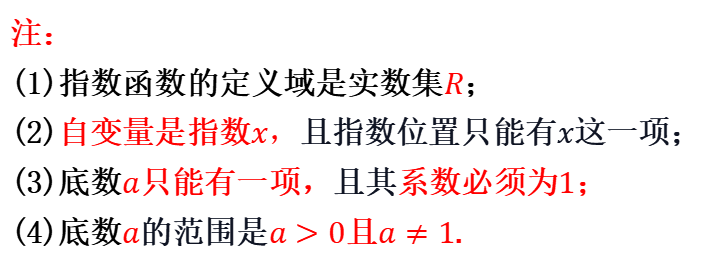 注：
(1)指数函数的定义域是实数集R；
(2)自变量是指数x，且指数位置只能有x这一项；
(3)底数a只能有一项，且其系数必须为1；
(4)底数a的范围是a > 0且a ≠ 1.